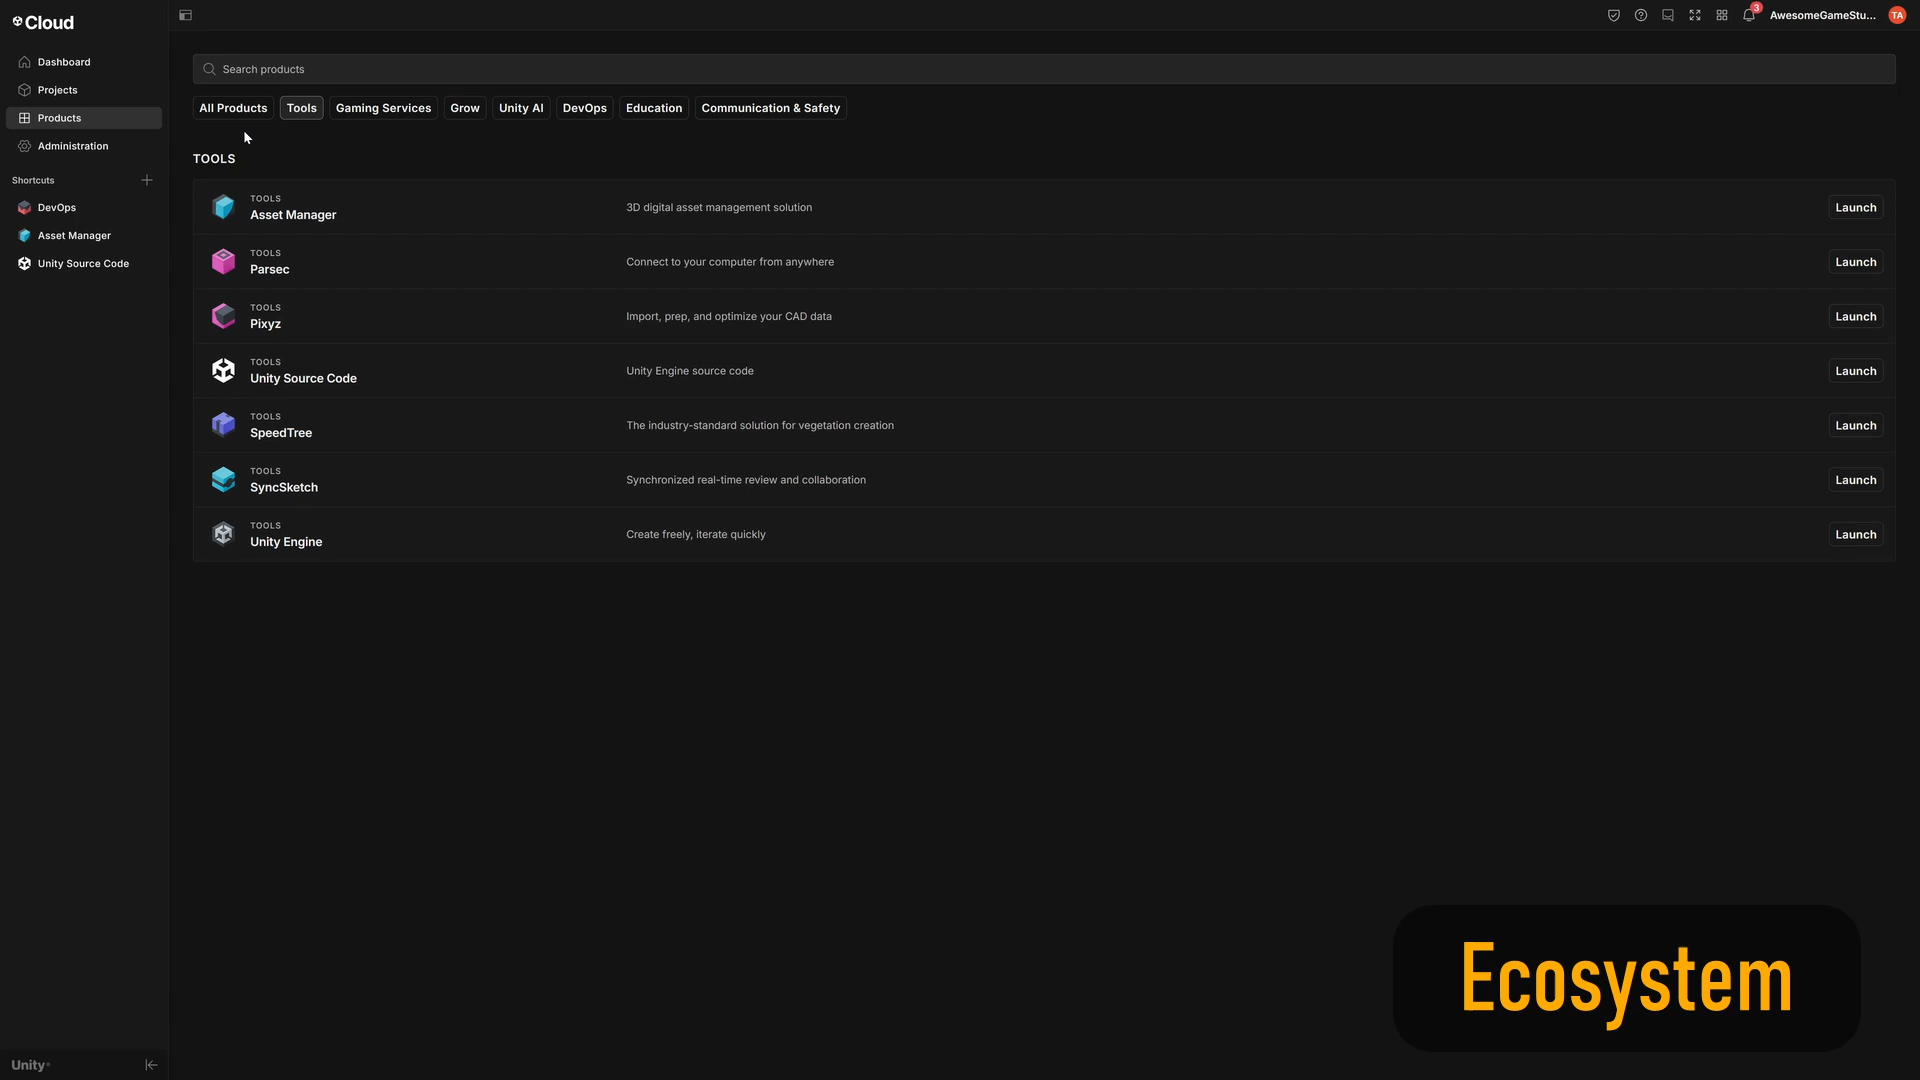 Cloud
3
AwesomeGameStu...
TA
Dashboard
Projects
Products
Administration
Shortcuts
DevOps
Asset Manager
Unity Source Code
Search products
All Products
Tools
Gaming Services
Grow
Unity AI
DevOps
Education
Communication & Safety
TOOLS
TOOLS
Asset Manager
3D digital asset management solution
Launch
TOOLS
Parsec
Connect to your computer from anywhere
Launch
TOOLS
Pixyz
Import, prep, and optimize your CAD data
Launch
TOOLS
Unity Source Code
Unity Engine source code
Launch
TOOLS
SpeedTree
The industry-standard solution for vegetation creation
Launch
TOOLS
SyncSketch
Synchronized real-time review and collaboration
Launch
TOOLS
Unity Engine
Create freely, iterate quickly
Launch
Ecosystem
Unity